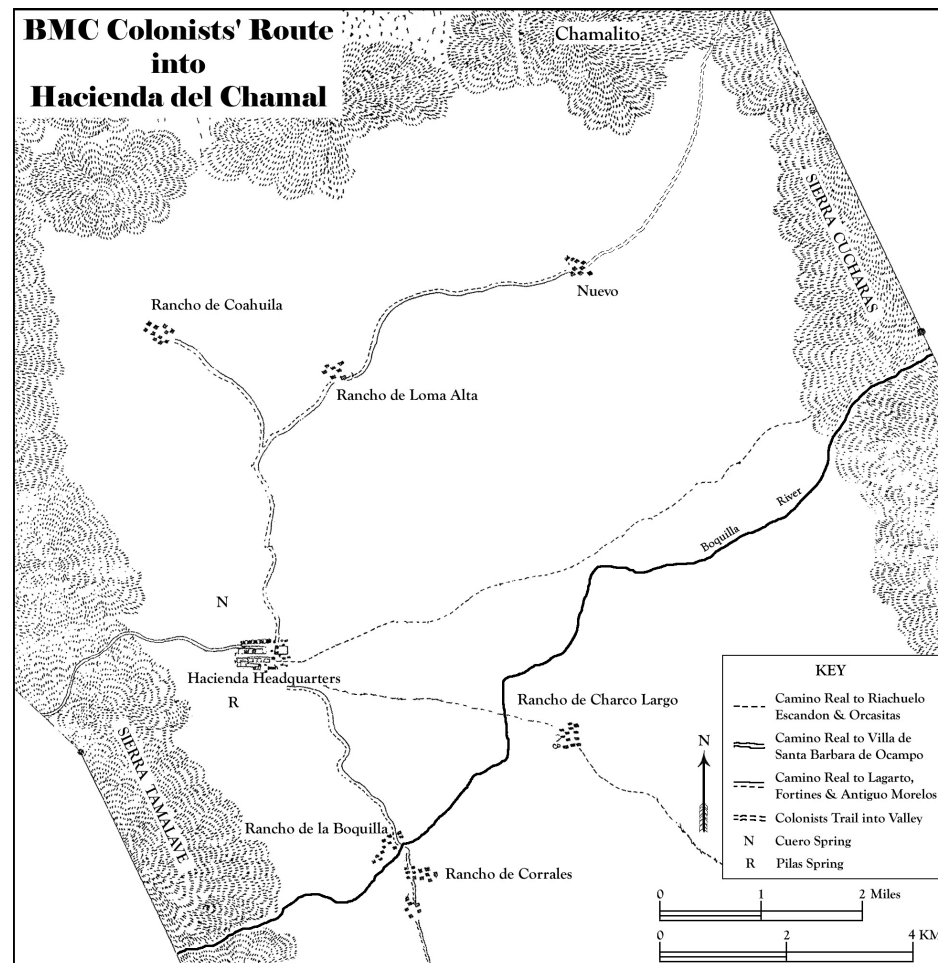 BMC Colonists' Route
into
Hacienda del Chamal
Chamalito
SIERRA CUCHARAS
Nuevo
Rancho de Coahuila
Rancho de Loma Alta
Boquilla River
N
Hacienda Headquarters
R
Rancho de Charco Largo
SIERRA TAMALAVE
Rancho de la Boquilla
Rancho de Corrales
N
KEY
Camino Real to Riachuelo
Escandon & Orcasitas
Camino Real to Villa de
Santa Barbara de Ocampo
Camino Real to Lagarto,
Fortines & Antiguo Morelos
Colonists Trail into Valley
N Cuero Spring
R Pilas Spring
0 1 2 Miles
0 2 4 KM